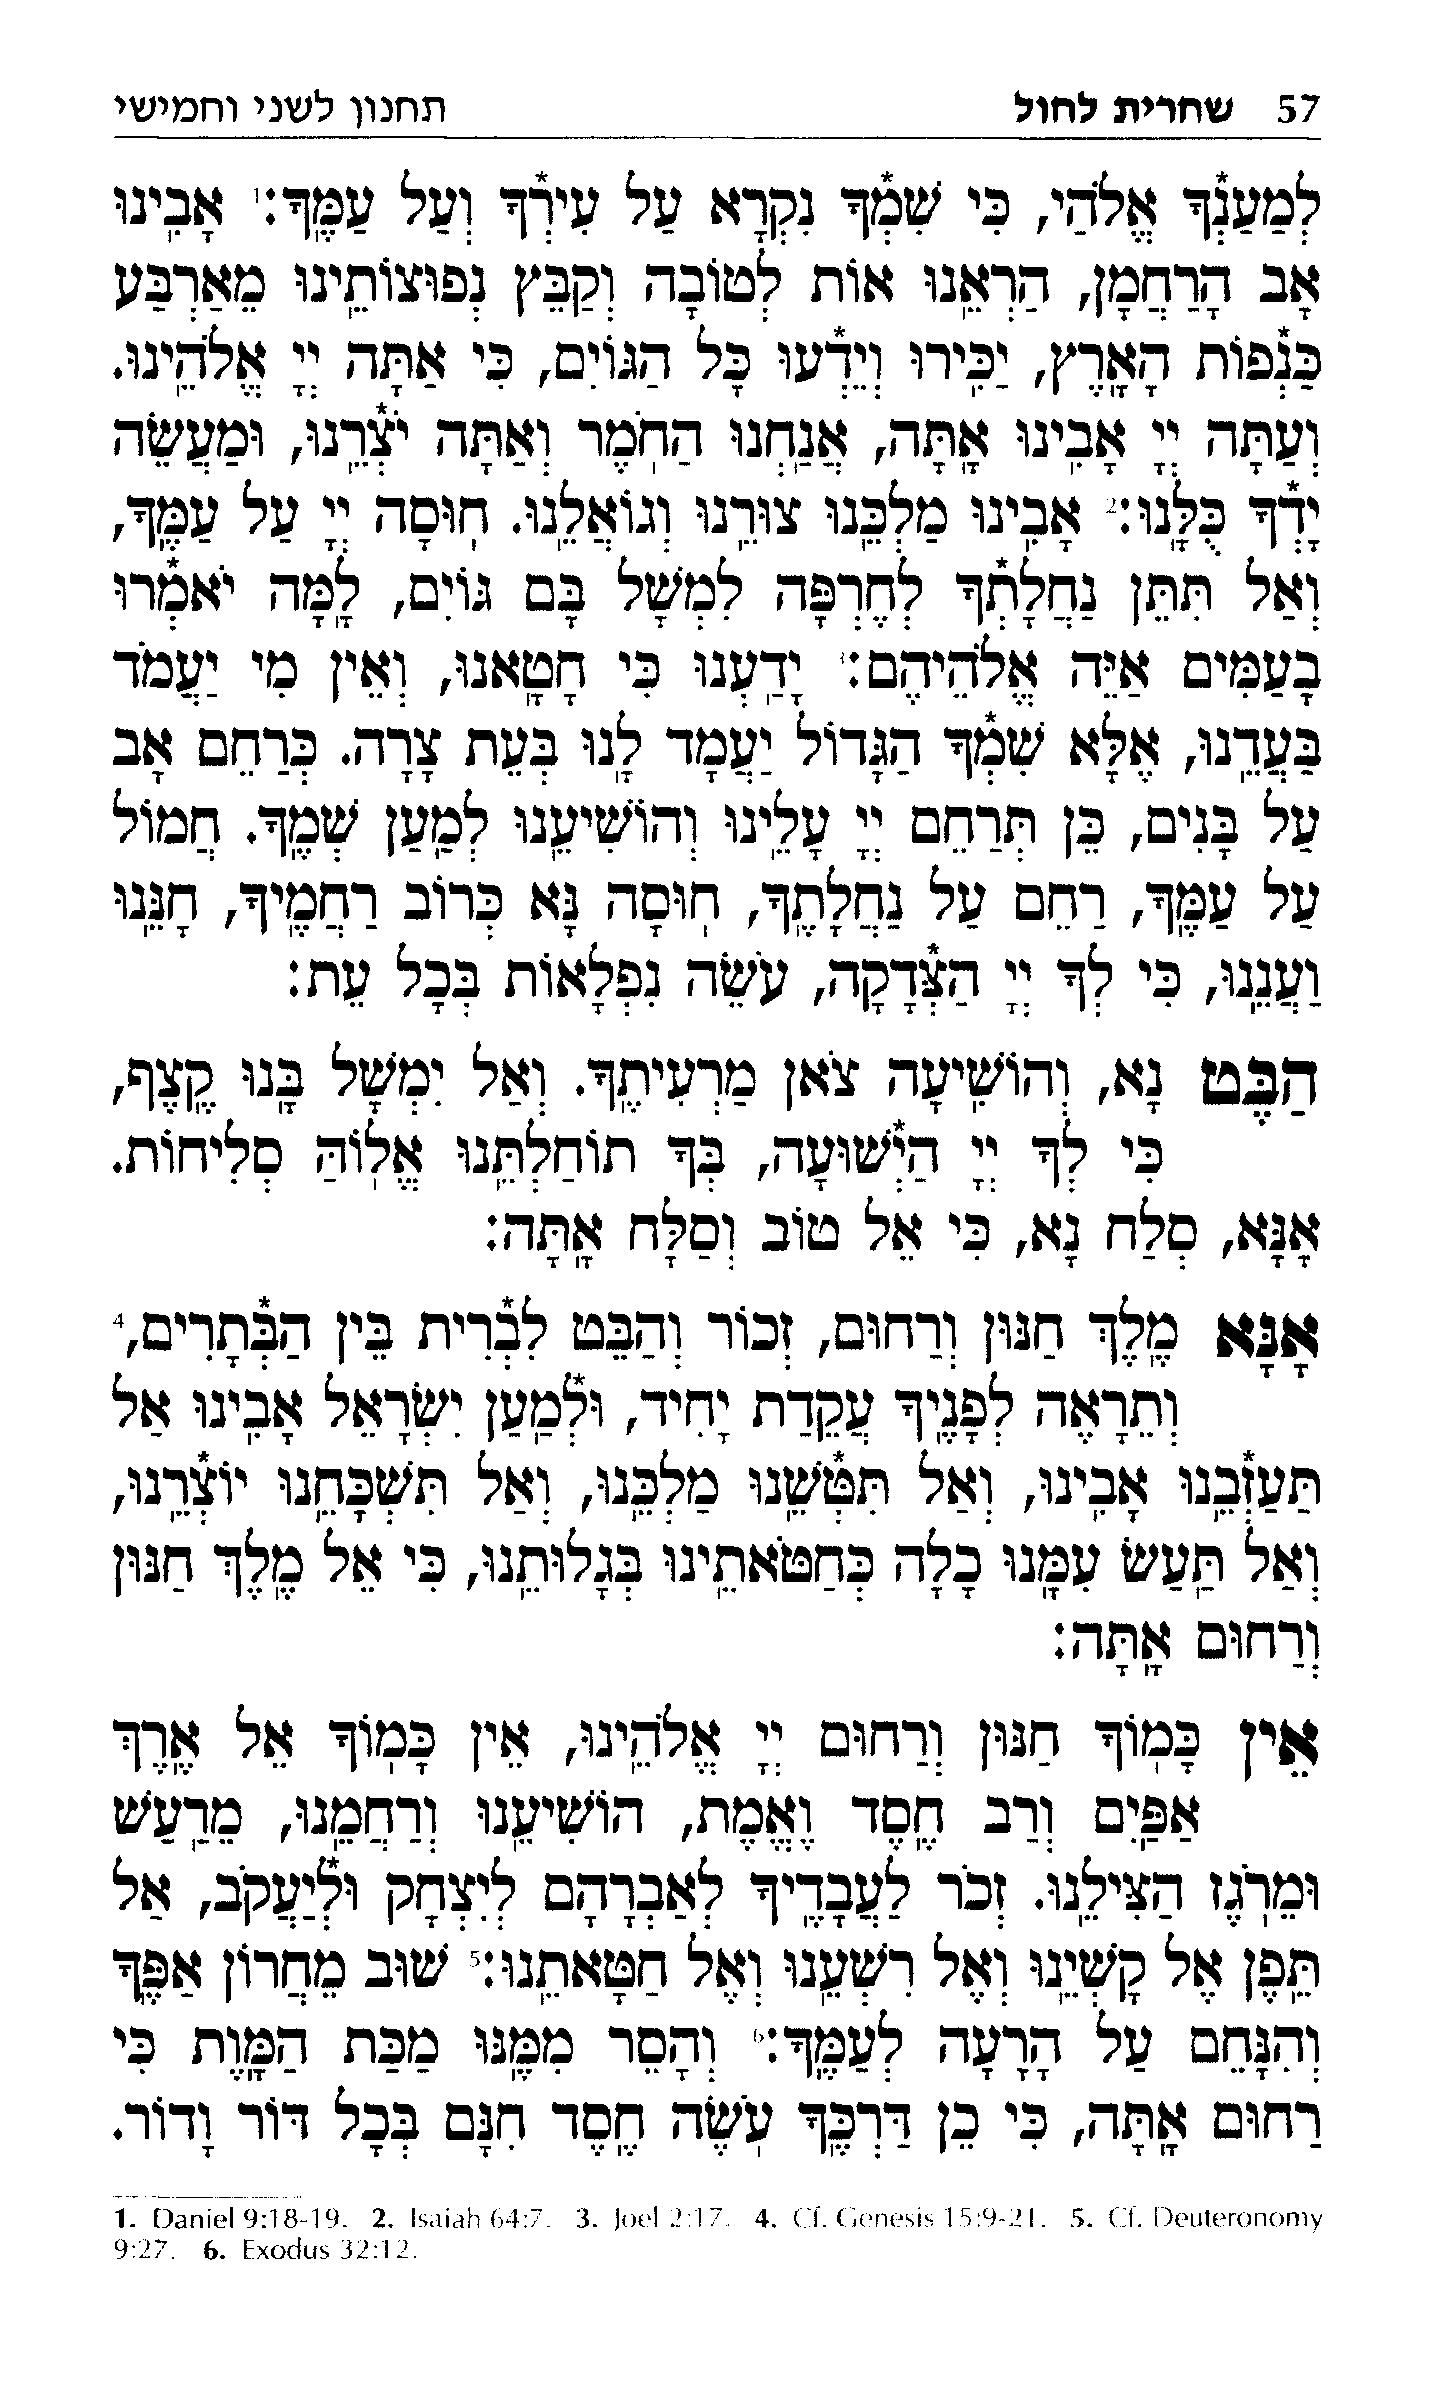 57 שחרית לחול תחנון לשני וחמישי
לְמַעַנְ֯ךָ אֱלֹהַי, כִּי שִׁמְ֯ךָ נִקְרָא עַל עִירְ֯ךָ וְעַל עַמֶּֽךָ:¹ אָבִֽינוּ
אָב הָרַחֲמָן, הַרְאֵֽנוּ אוֹת לְטוֹבָה וְקַבֵּץ נְפוּצוֹתֵֽינוּ מֵאַרְבַּע
כַּנְ֯פוֹת הָאָֽרֶץ, יַכִּֽירוּ וְיֵדְ֯עוּ כָּל הַגּוֹיִם, כִּי אַתָּה יְיָ אֱלֹהֵֽינוּ.
וְעַתָּה יְיָ אָבִֽינוּ אָֽתָּה, אֲנַֽחְנוּ הַחֹֽמֶר וְאַתָּה יֹצְ֯רֵֽנוּ, וּמַעֲשֵׂה
יָדְ֯ךָ כֻּלָּֽנוּ:² אָבִֽינוּ מַלְכֵּֽנוּ צוּרֵֽנוּ וְגוֹאֲלֵֽנוּ. חֽוּסָה יְיָ עַל עַמֶּֽךָ,
וְאַל תִּתֵּן נַחֲלָתְ֯ךָ לְחֶרְפָּה לִמְשָׁל בָּם גּוֹיִם, לָֽמָּה יֹאמְ֯רוּ
בָעַמִּים אַיֵּה אֱלֹהֵיהֶם:³ יָדַֽעְנוּ כִּי חָטָֽאנוּ, וְאֵין מִי יַעֲמֹד
בַּעֲדֵֽנוּ, אֶלָּא שִׁמְ֯ךָ הַגָּדוֹל יַעֲמָד לָֽנוּ בְּעֵת צָרָה. כְּרַחֵם אָב
עַל בָּנִים, כֵּן תְּרַחֵם יְיָ עָלֵֽינוּ וְהוֹשִׁיעֵֽנוּ לְמַֽעַן שְׁמֶֽךָ. חֲמוֹל
עַל עַמֶּֽךָ, רַחֵם עַל נַחֲלָתֶֽךָ, חֽוּסָה נָּא כְּרוֹב רַחֲמֶֽיךָ, חָנֵּֽנוּ
וַעֲנֵֽנוּ, כִּי לְךָ יְיָ הַצְּ֯דָקָה, עֹשֵׂה נִפְלָאוֹת בְּכָל עֵת:
הַבֶּט נָא, וְהוֹשִֽׁיעָה צֹאן מַרְעִיתֶֽךָ. וְאַל יִמְשָׁל בָּֽנוּ קֶֽצֶף,
כִּי לְךָ יְיָ הַיְ֯שׁוּעָה, בְּךָ תוֹחַלְתֵּֽנוּ אֱלֽוֹהַּ סְלִיחוֹת.
אָֽנָּא, סְלַח נָא, כִּי אֵל טוֹב וְסַלָּח אָֽתָּה:
אָנָּא מֶֽלֶךְ חַנּוּן וְרַחוּם, זְכוֹר וְהַבֵּט לִבְ֯רִית בֵּין הַבְּ֯תָרִים,⁴
וְתֵרָאֶה לְפָנֶֽיךָ עֲקֵדַת יָחִיד, וּלְ֯מַֽעַן יִשְׂרָאֵל אָבִֽינוּ אַל
תַּעַזְ֯בֵֽנוּ אָבִֽינוּ, וְאַל תִּטְּ֯שֵֽׁנוּ מַלְכֵּֽנוּ, וְאַל תִּשְׁכָּחֵֽנוּ יוֹצְ֯רֵֽנוּ,
וְאַל תַּֽעַשׂ עִמָּֽנוּ כָלָה כְּחַטֹּאתֵֽינוּ בְּגָלוּתֵֽנוּ, כִּי אֵל מֶֽלֶךְ חַנּוּן
וְרַחוּם אָֽתָּה:
אֵין כָּמֽוֹךָ חַנּוּן וְרַחוּם יְיָ אֱלֹהֵֽינוּ, אֵין כָּמֽוֹךָ אֵל אֶֽרֶךְ
אַפַּֽיִם וְרַב חֶֽסֶד וֶאֱמֶת, הוֹשִׁיעֵֽנוּ וְרַחֲמֵֽנוּ, מֵרַֽעַשׁ
וּמֵרֹֽגֶז הַצִּילֵֽנוּ. זְכֹר לַעֲבָדֶֽיךָ לְאַבְרָהָם לְיִצְחָק וּלְ֯יַעֲקֹב, אַל
תֵּֽפֶן אֶל קָשְׁיֵֽנוּ וְאֶל רִשְׁעֵֽנוּ וְאֶל חַטָּאתֵֽנוּ:⁵ שׁוּב מֵחֲרוֹן אַפֶּֽךָ
וְהִנָּחֵם עַל הָרָעָה לְעַמֶּֽךָ:⁶ וְהָסֵר מִמֶּֽנּוּ מַכַּת הַמָּֽוֶת כִּי
רַחוּם אָֽתָּה, כִּי כֵן דַּרְכֶּֽךָ עֹֽשֶׂה חֶֽסֶד חִנָּם בְּכָל דּוֹר וָדוֹר.
1. Daniel 9:18-19. 2. Isaiah 64:7. 3. Joel 2:17. 4. Cf. Genesis 15:9-21. 5. Cf. Deuteronomy
9:27. 6. Exodus 32:12.